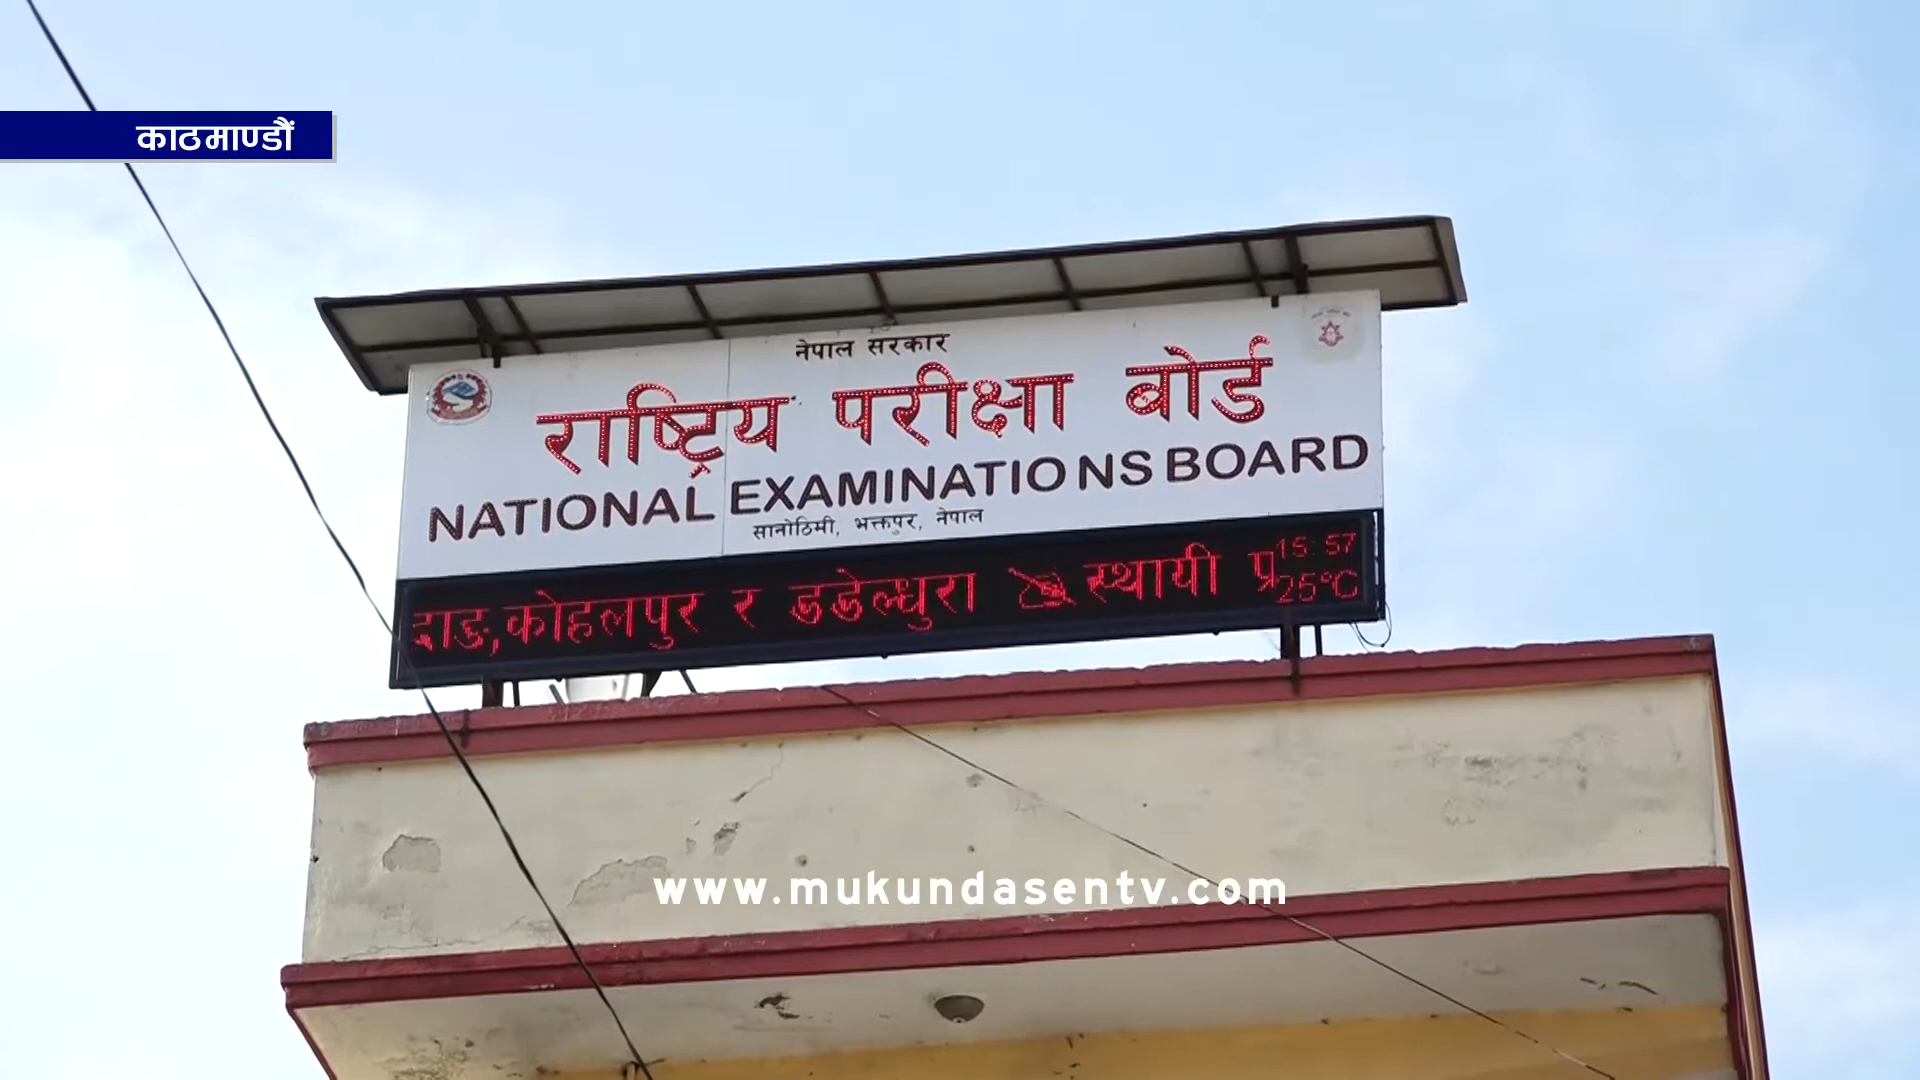 काठमाण्डौं
नेपाल सरकार
राष्ट्रिय परीक्षा बोर्ड
NATIONAL EXAMINATIONS BOARD
सानोठिमी, भक्तपुर, नेपाल
15:57
दाङ,कोहलपुर र डडेल्धुरा स्थायी प्र
25°C
www.mukundasentv.com